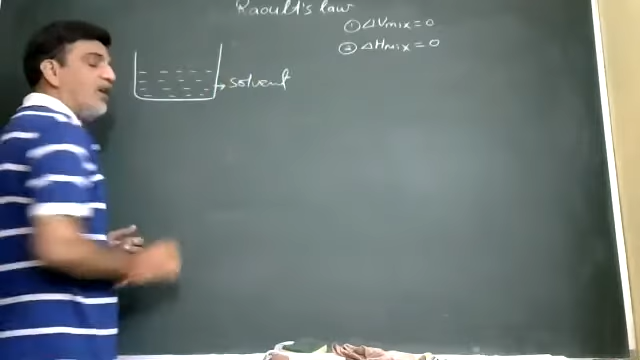 Raoult's law
① ΔVmix = 0
② ΔHmix = 0
solvent